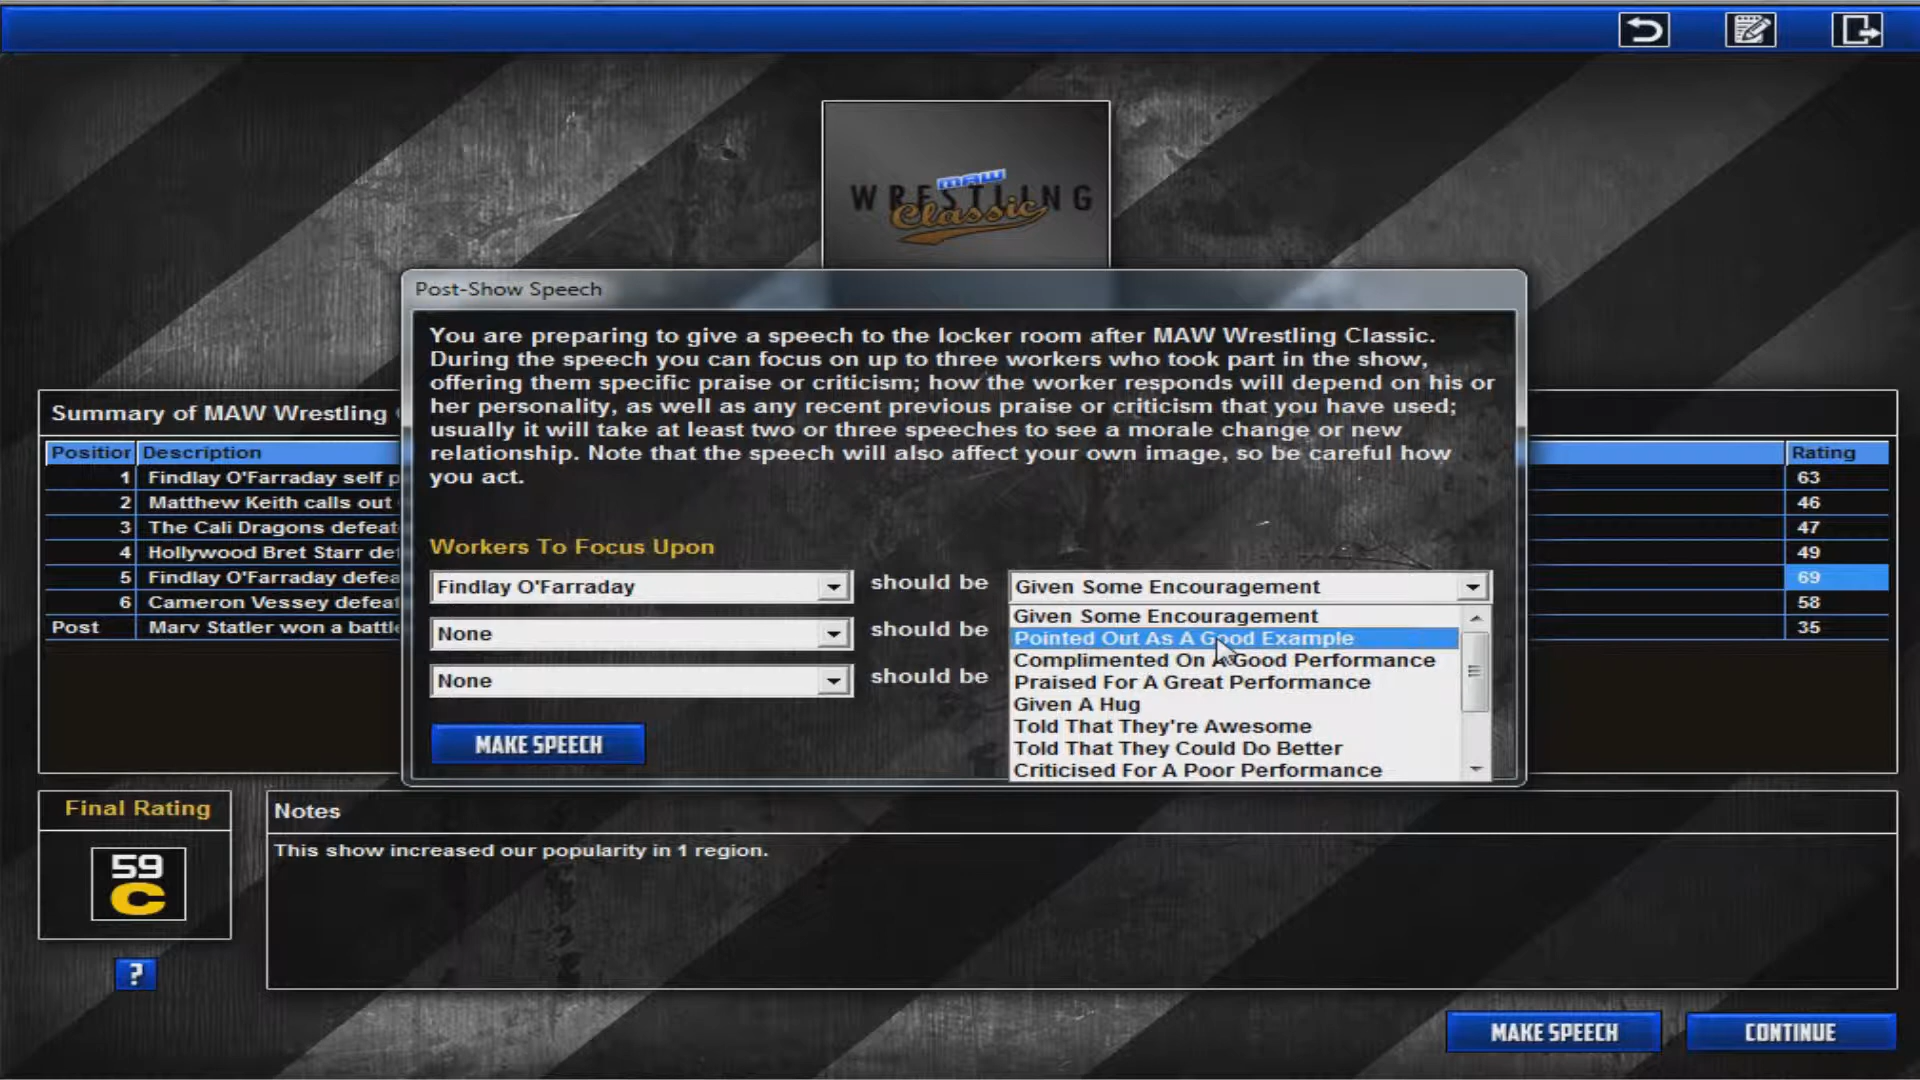 MAW
WRESTLING
Classic
Post-Show Speech
You are preparing to give a speech to the locker room after MAW Wrestling Classic.
During the speech you can focus on up to three workers who took part in the show,
offering them specific praise or criticism; how the worker responds will depend on his or
her personality, as well as any recent previous praise or criticism that you have used;
usually it will take at least two or three speeches to see a morale change or new
relationship. Note that the speech will also affect your own image, so be careful how
you act.
Workers To Focus Upon
Findlay O'Farraday should be Given Some Encouragement
None should be
None should be
Given Some Encouragement
Pointed Out As A Good Example
Complimented On A Good Performance
Praised For A Great Performance
Given A Hug
Told That They're Awesome
Told That They Could Do Better
Criticised For A Poor Performance
MAKE SPEECH
Summary of MAW Wrestling
Position Description Rating
1 Findlay O'Farraday self p 63
2 Matthew Keith calls out 46
3 The Cali Dragons defeat 47
4 Hollywood Bret Starr def 49
5 Findlay O'Farraday defea 69
6 Cameron Vessey defeat 58
Post Marv Statler won a battl 35
Final Rating
59
C
?
Notes
This show increased our popularity in 1 region.
MAKE SPEECH
CONTINUE